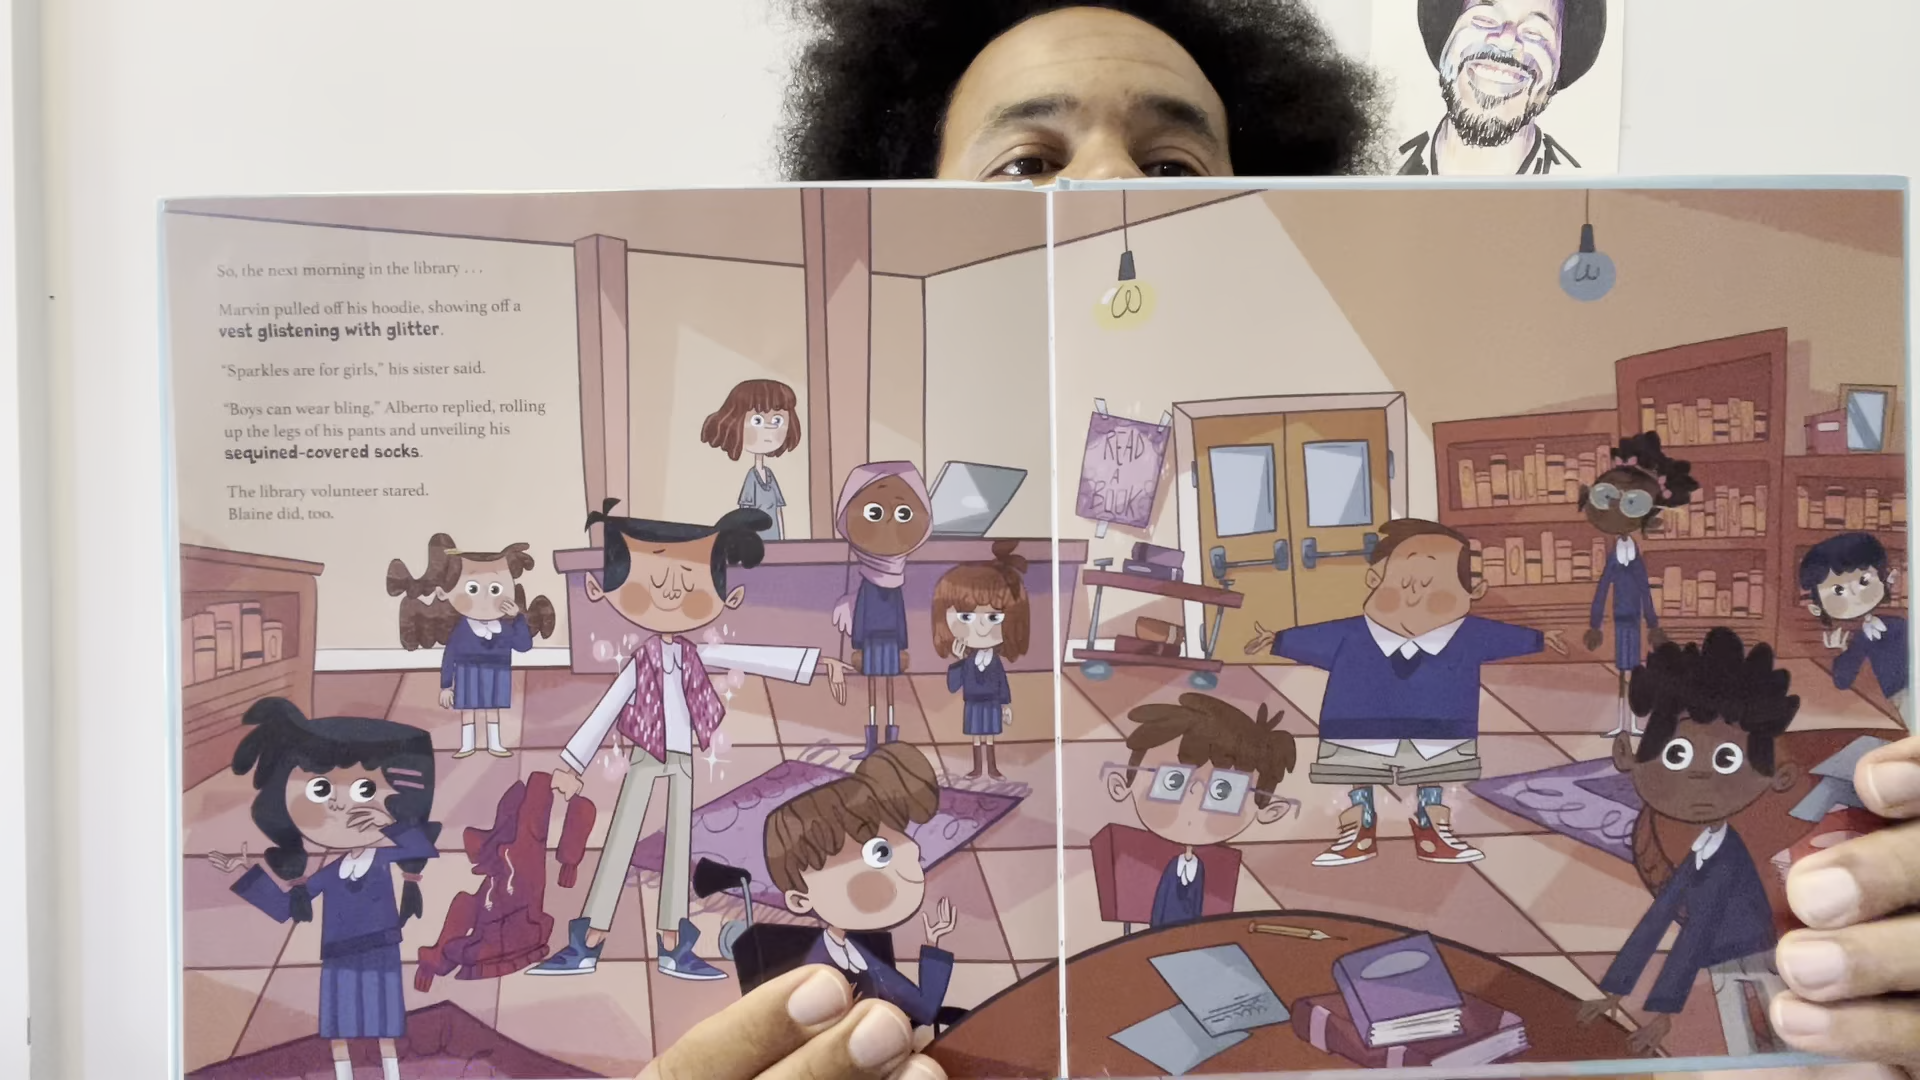 So, the next morning in the library . . .
Marvin pulled off his hoodie, showing off a
vest glistening with glitter.
"Sparkles are for girls," his sister said.
"Boys can wear bling," Alberto replied, rolling
up the legs of his pants and unveiling his
sequined-covered socks.
The library volunteer stared.
Blaine did, too.
READ
A
BOOK